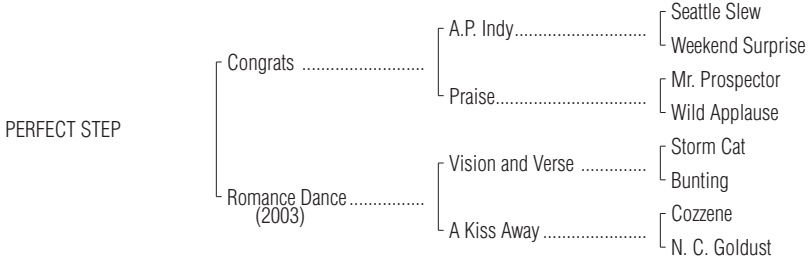 Seattle Slew
A.P. Indy..............................
Weekend Surprise
Congrats ............................
Mr. Prospector
Praise...................................
Wild Applause
PERFECT STEP
Storm Cat
Vision and Verse ...............
Bunting
Romance Dance.................
(2003)
Cozzene
A Kiss Away ........................
N. C. Goldust